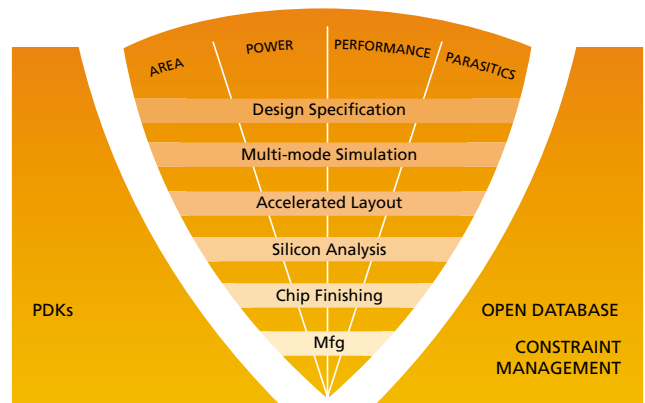 AREA
POWER
PERFORMANCE
PARASITICS
Design Specification
Multi-mode Simulation
Accelerated Layout
Silicon Analysis
Chip Finishing
Mfg
PDKs
OPEN DATABASE
CONSTRAINT
MANAGEMENT